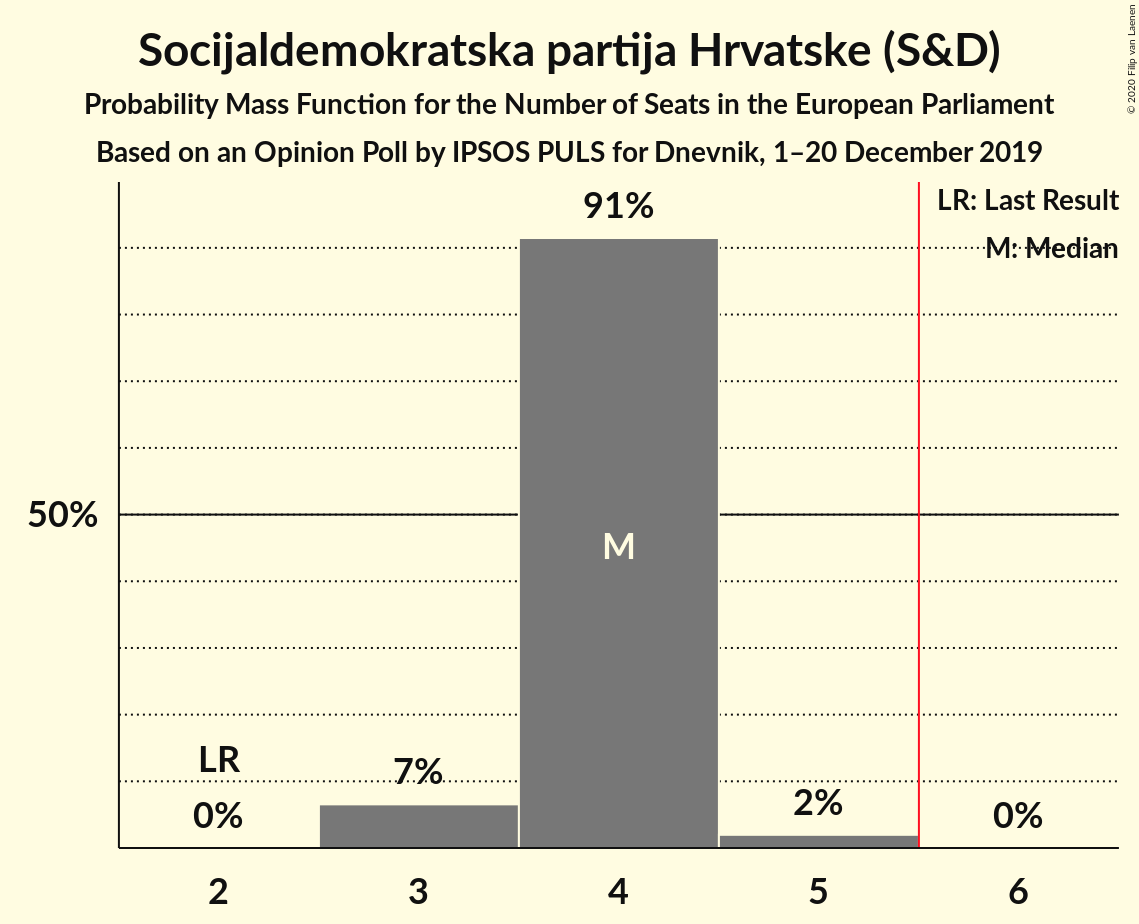 Socijaldemokratska partija Hrvatske (S&D)
Probability Mass Function for the Number of Seats in the European Parliament
Based on an Opinion Poll by IPSOS PULS for Dnevnik, 1–20 December 2019
© 2020 Filip van Laenen
LR: Last Result
M: Median
91%
50%
M
LR
0%
7%
2%
0%
2
3
4
5
6